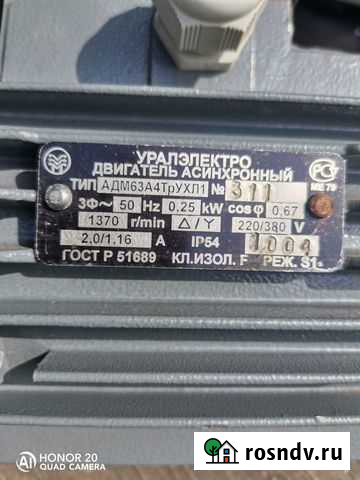 УРАЛЭЛЕКТРО
ДВИГАТЕЛЬ АСИНХРОННЫЙ
ТИП АДМ63А4ТрУХЛ1 № 311
МЕ 79
3Ф~ 50 Hz 0,25 kW cos φ 0,67
1370 r/min △/Y 220/380 V
2.0/1.16 A IP54 1004
ГОСТ Р 51689 КЛ.ИЗОЛ. F РЕЖ. S1
HONOR 20
QUAD CAMERA
rosndv.ru